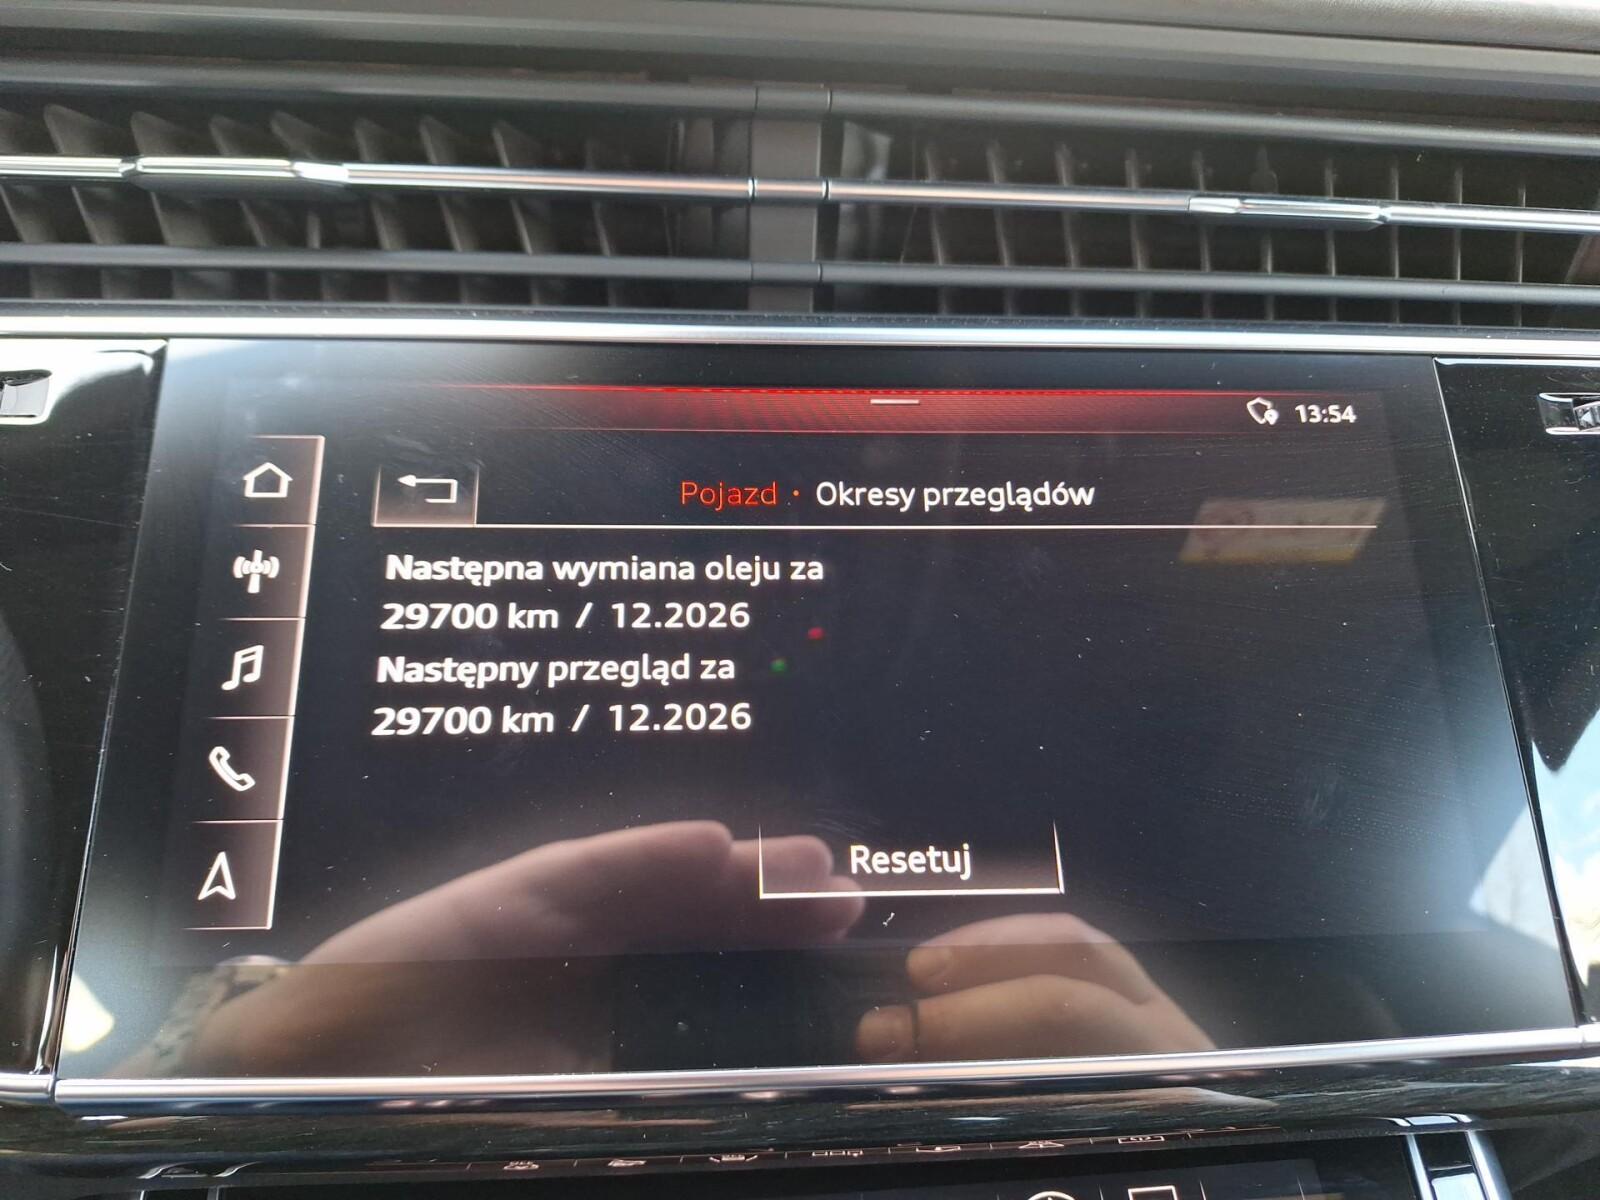 13:54
Pojazd • Okresy przeglądów
Następna wymiana oleju za
29700 km / 12.2026
Następny przegląd za
29700 km / 12.2026
Resetuj